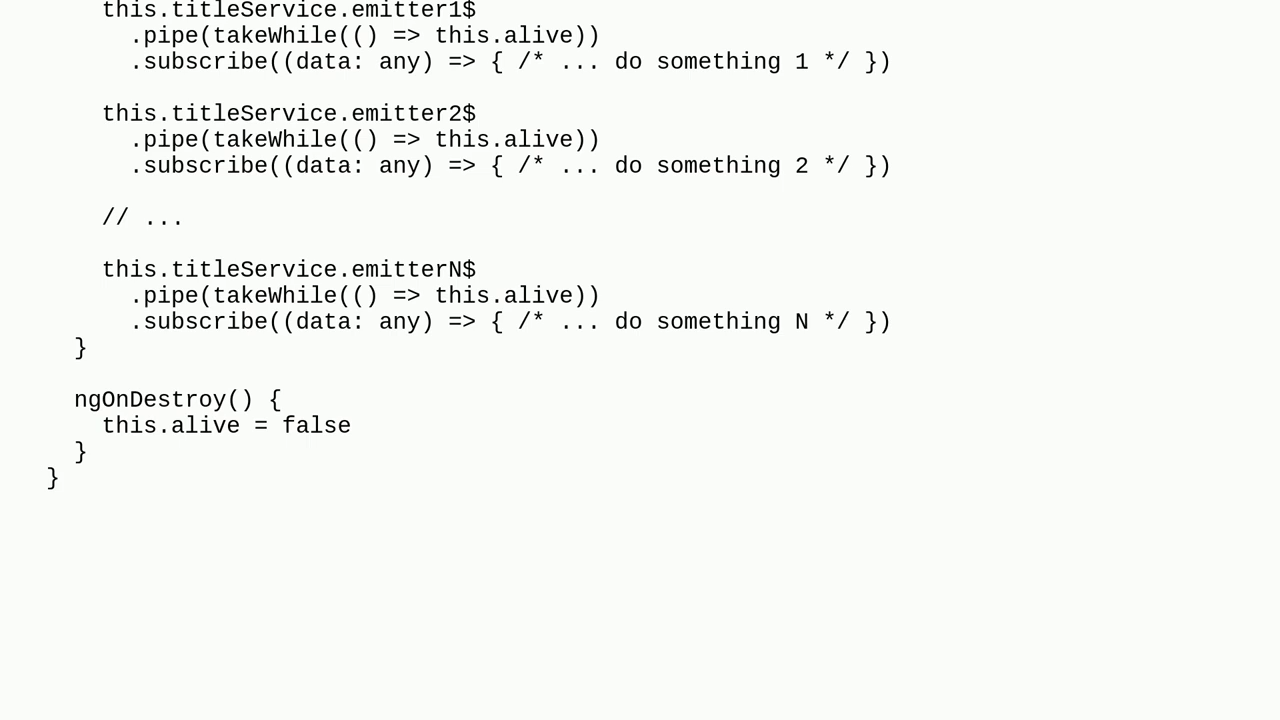 this.titleService.emitter1$
.pipe(takeWhile(() => this.alive))
.subscribe((data: any) => { /* ... do something 1 */ })
this.titleService.emitter2$
.pipe(takeWhile(() => this.alive))
.subscribe((data: any) => { /* ... do something 2 */ })
// ...
this.titleService.emitterN$
.pipe(takeWhile(() => this.alive))
.subscribe((data: any) => { /* ... do something N */ })
}
ngOnDestroy() {
this.alive = false
}
}